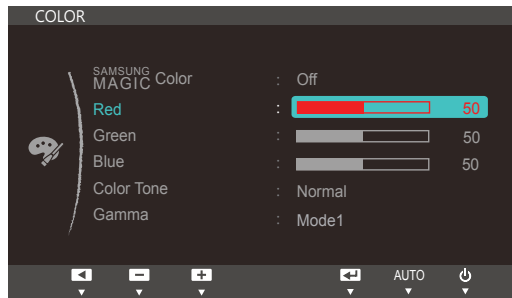 COLOR
SAMSUNG MAGIC Color : Off
Red : 50
Green : 50
Blue : 50
Color Tone : Normal
Gamma : Mode1
AUTO